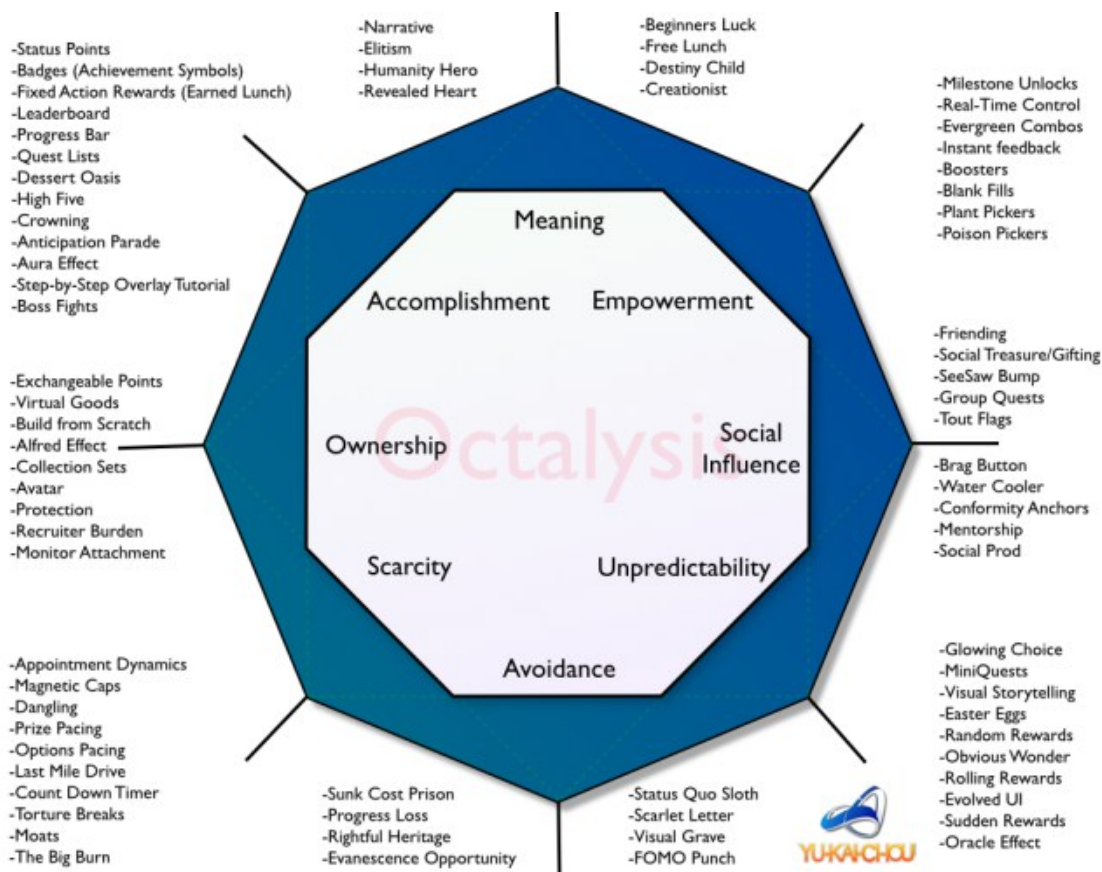 -Narrative
-Elitism
-Humanity Hero
-Revealed Heart
-Beginners Luck
-Free Lunch
-Destiny Child
-Creationist
-Status Points
-Badges (Achievement Symbols)
-Fixed Action Rewards (Earned Lunch)
-Leaderboard
-Progress Bar
-Quest Lists
-Dessert Oasis
-High Five
-Crowning
-Anticipation Parade
-Aura Effect
-Step-by-Step Overlay Tutorial
-Boss Fights
-Milestone Unlocks
-Real-Time Control
-Evergreen Combos
-Instant feedback
-Boosters
-Blank Fills
-Plant Pickers
-Poison Pickers
Meaning
Accomplishment
Empowerment
Ownership
Octalysis
Social
Influence
Scarcity
Unpredictability
Avoidance
-Exchangeable Points
-Virtual Goods
-Build from Scratch
-Alfred Effect
-Collection Sets
-Avatar
-Protection
-Recruiter Burden
-Monitor Attachment
-Friending
-Social Treasure/Gifting
-SeeSaw Bump
-Group Quests
-Tout Flags
-Brag Button
-Water Cooler
-Conformity Anchors
-Mentorship
-Social Prod
-Appointment Dynamics
-Magnetic Caps
-Dangling
-Prize Pacing
-Options Pacing
-Last Mile Drive
-Count Down Timer
-Torture Breaks
-Moats
-The Big Burn
-Sunk Cost Prison
-Progress Loss
-Rightful Heritage
-Evanescence Opportunity
-Status Quo Sloth
-Scarlet Letter
-Visual Grave
-FOMO Punch
-Glowing Choice
-MiniQuests
-Visual Storytelling
-Easter Eggs
-Random Rewards
-Obvious Wonder
-Rolling Rewards
-Evolved UI
-Sudden Rewards
-Oracle Effect
YU-KAI-CHOU